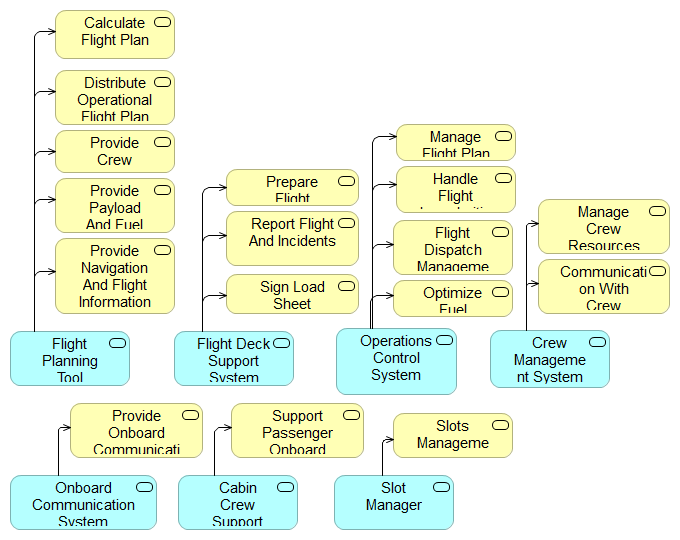 Calculate
Flight Plan
Distribute
Operational
Flight Plan
Provide
Crew
Provide
Payload
And Fuel
Provide
Navigation
And Flight
Information
Flight
Planning
Tool
Prepare
Flight
Report Flight
And Incidents
Sign Load
Sheet
Flight Deck
Support
System
Manage
Flight Plan
Handle
Flight
Flight
Dispatch
Manageme
Optimize
Fuel
Operations
Control
System
Manage
Crew
Resources
Communicati
on With
Crew
Crew
Manageme
nt System
Provide
Onboard
Communicati
Onboard
Communication
System
Support
Passenger
Onboard
Cabin
Crew
Support
Slots
Manageme
Slot
Manager